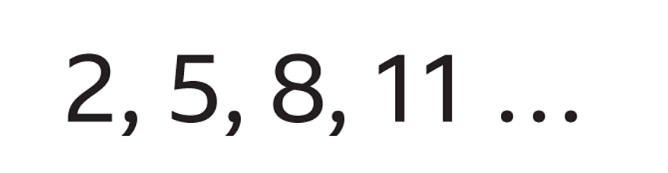 2, 5, 8, 11 ...